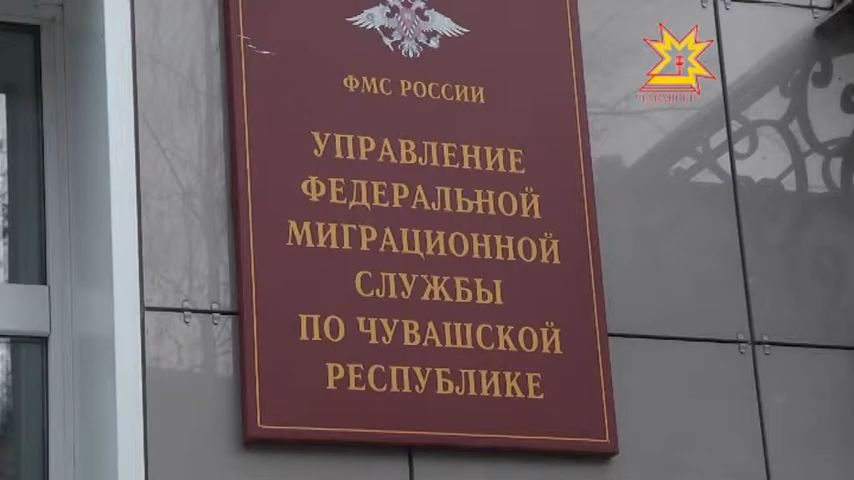 ФМС РОССИИ
УПРАВЛЕНИЕ
ФЕДЕРАЛЬНОЙ
МИГРАЦИОННОЙ
СЛУЖБЫ
ПО ЧУВАШСКОЙ
РЕСПУБЛИКЕ